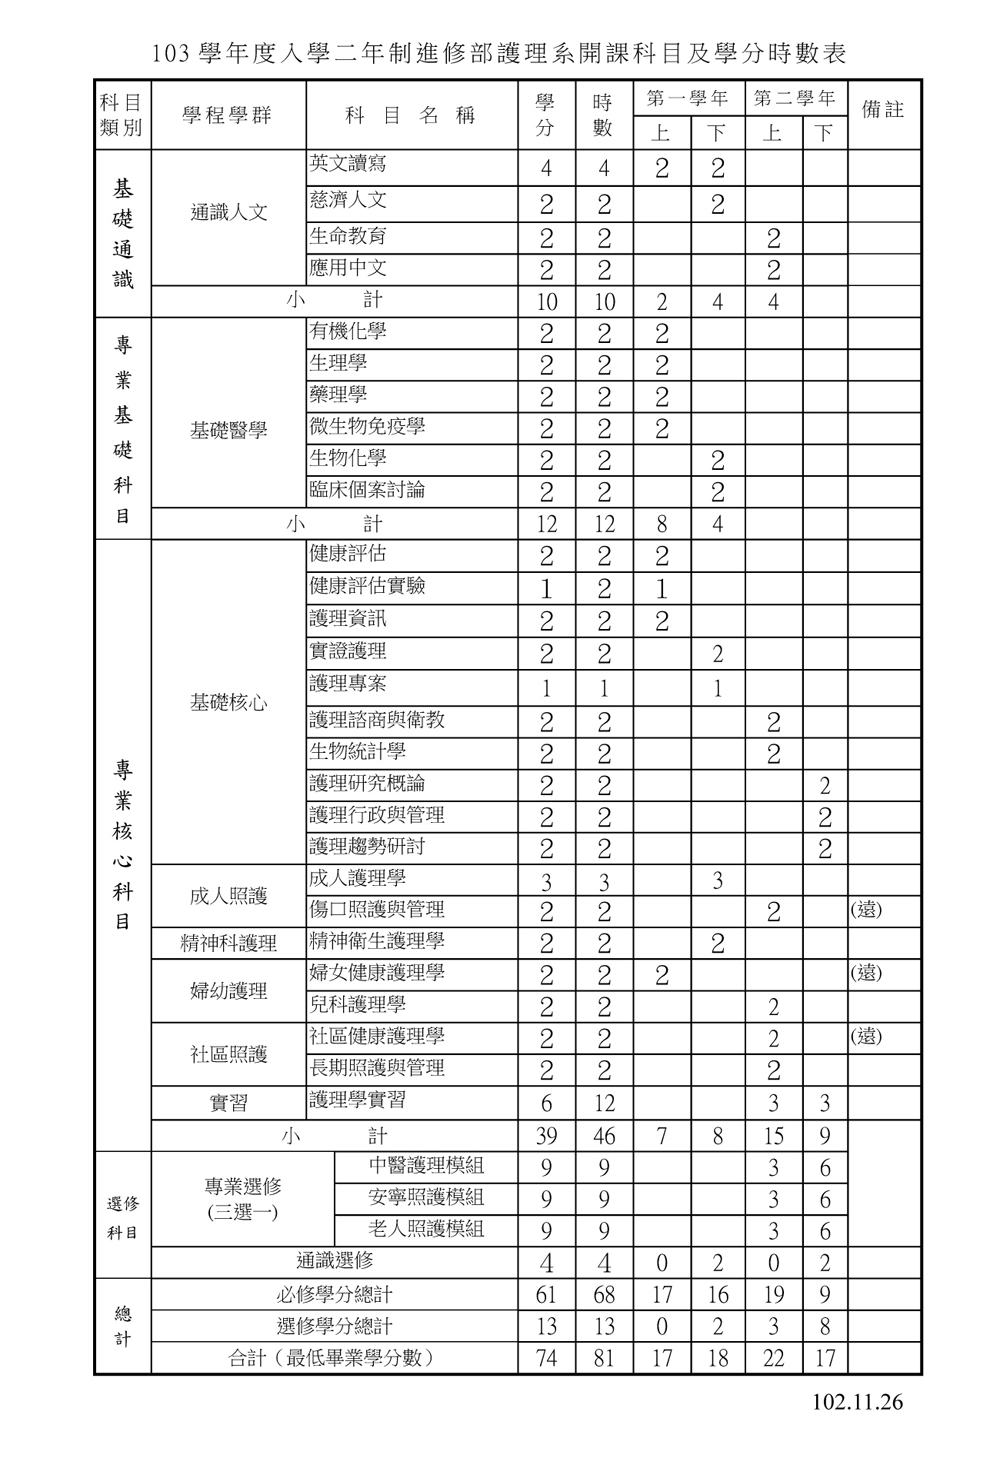 103 學年度入學二年制進修部護理系開課科目及學分時數表
科目類別 學程學群 科 目 名 稱 學分 時數 第一學年 第二學年 備註
上 下 上 下
基礎通識 通識人文 英文讀寫 4 4 2 2
慈濟人文 2 2 2
生命教育 2 2 2
應用中文 2 2 2
小 計 10 10 2 4 4
專業基礎科目 基礎醫學 有機化學 2 2 2
生理學 2 2 2
藥理學 2 2 2
微生物免疫學 2 2 2
生物化學 2 2 2
臨床個案討論 2 2 2
小 計 12 12 8 4
專業核心科目 基礎核心 健康評估 2 2 2
健康評估實驗 1 2 1
護理資訊 2 2 2
實證護理 2 2 2
護理專案 1 1 1
護理諮商與衛教 2 2 2
生物統計學 2 2 2
護理研究概論 2 2 2
護理行政與管理 2 2 2
護理趨勢研討 2 2 2
成人照護 成人護理學 3 3 3
傷口照護與管理 2 2 2 (遠)
精神科護理 精神衛生護理學 2 2 2
婦幼護理 婦女健康護理學 2 2 2 (遠)
兒科護理學 2 2 2
社區照護 社區健康護理學 2 2 2 (遠)
長期照護與管理 2 2 2
實習 護理學實習 6 12 3 3
小 計 39 46 7 8 15 9
選修科目 專業選修(三選一) 中醫護理模組 9 9 3 6
安寧照護模組 9 9 3 6
老人照護模組 9 9 3 6
通識選修 4 4 0 2 0 2
總計 必修學分總計 61 68 17 16 19 9
選修學分總計 13 13 0 2 3 8
合計（最低畢業學分數） 74 81 17 18 22 17
102.11.26